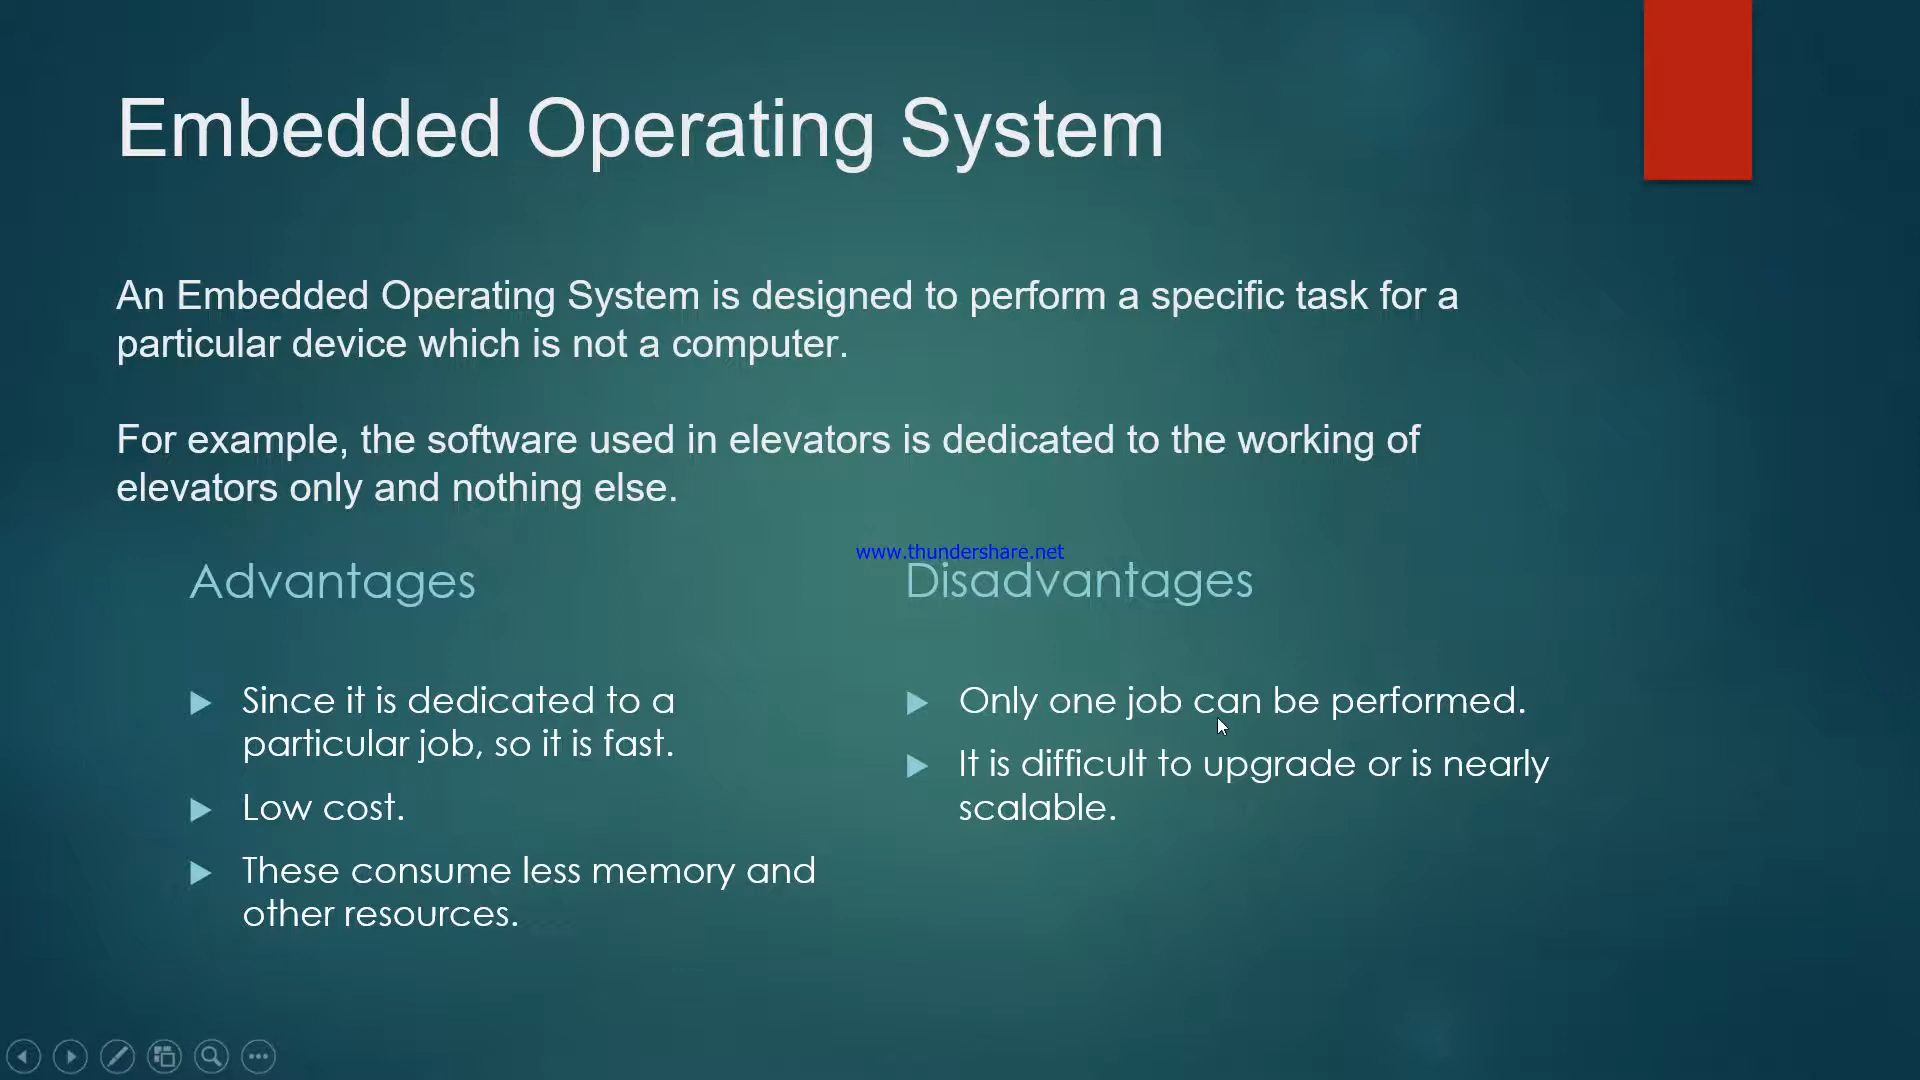 Embedded Operating System
An Embedded Operating System is designed to perform a specific task for a
particular device which is not a computer.
For example, the software used in elevators is dedicated to the working of
elevators only and nothing else.
www.thundershare.net
Advantages
Since it is dedicated to a
particular job, so it is fast.
Low cost.
These consume less memory and
other resources.
Disadvantages
Only one job can be performed.
It is difficult to upgrade or is nearly
scalable.